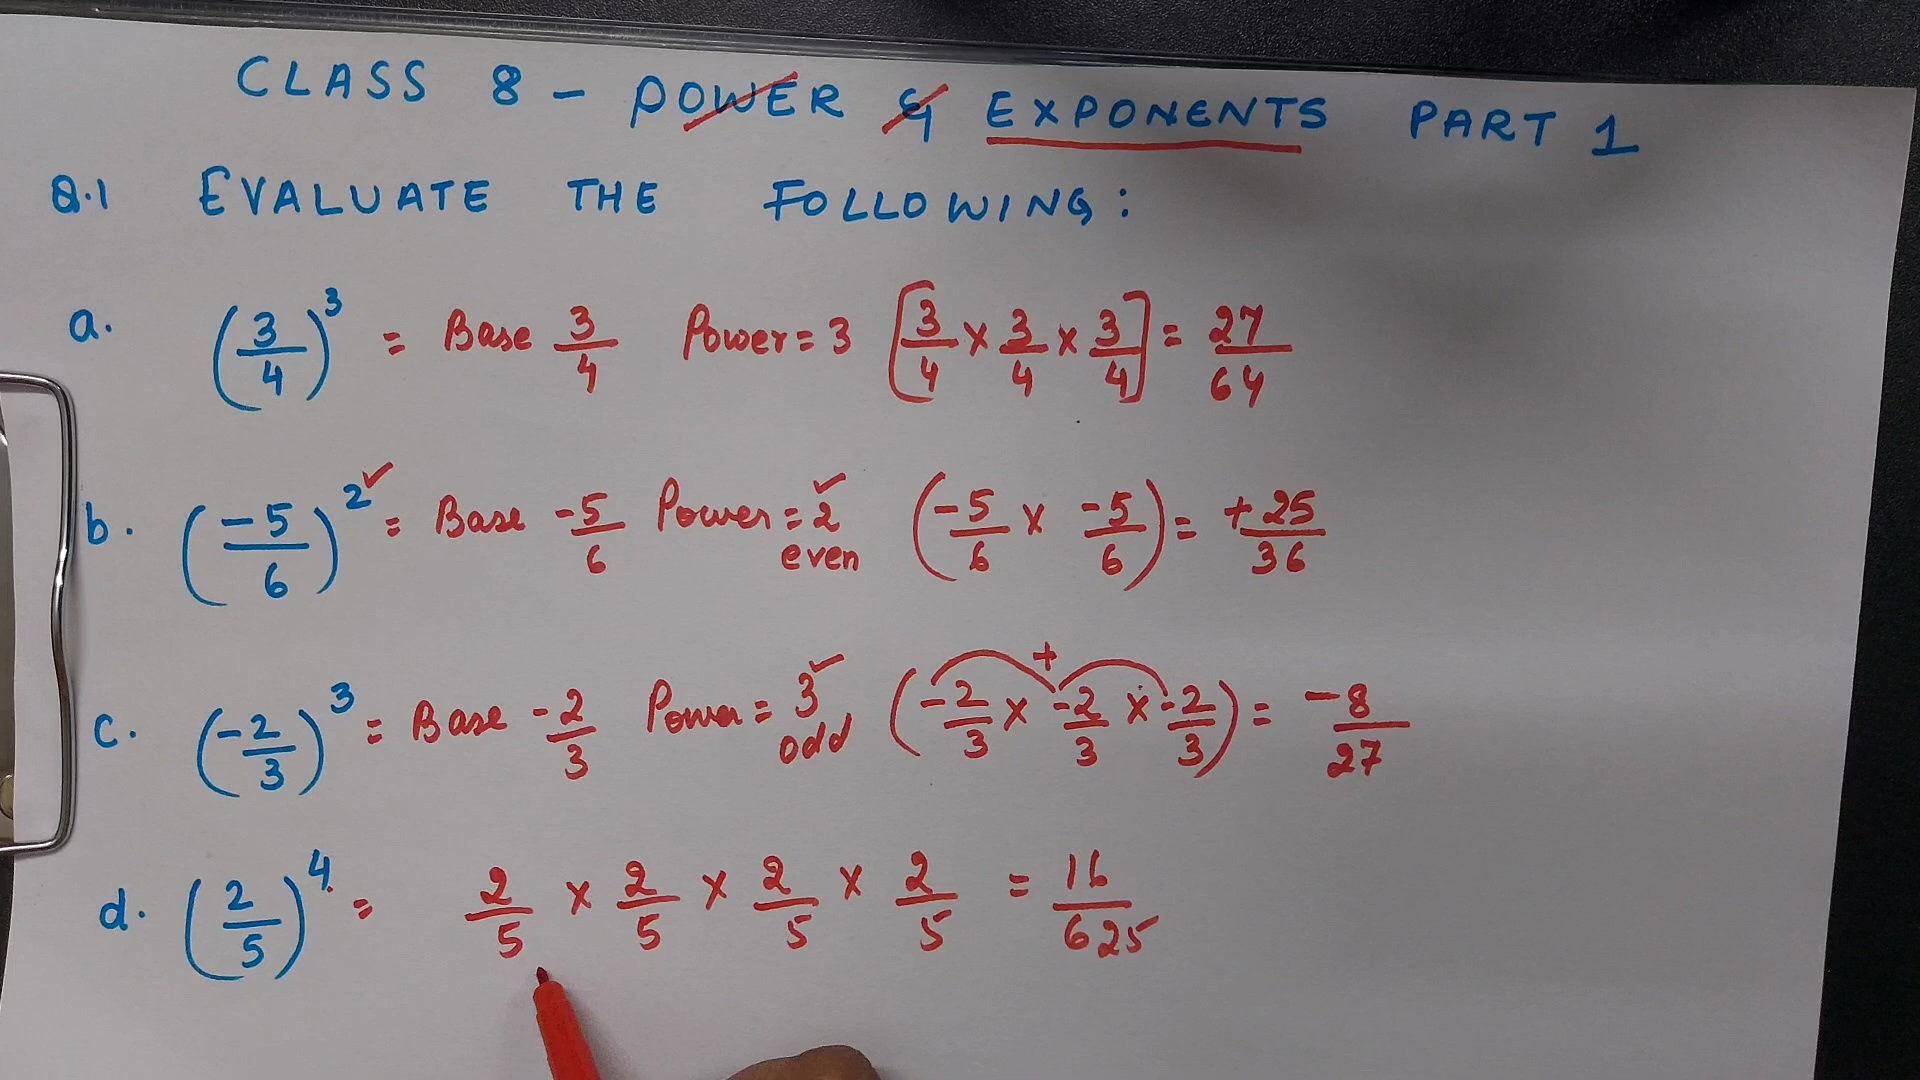 CLASS 8 - POWER & EXPONENTS PART 1
Q.1 EVALUATE THE FOLLOWING:
a. (3/4)^3 = Base 3/4 Power = 3 [3/4 × 3/4 × 3/4] = 27/64
b. (-5/6)^2 ✓ = Base -5/6 Power = 2 ✓ even (-5/6 × -5/6) = +25/36
c. (-2/3)^3 = Base -2/3 Power = 3 ✓ odd (-2/3 × -2/3 × -2/3) + = -8/27
d. (2/5)^4 = 2/5 × 2/5 × 2/5 × 2/5 = 16/625